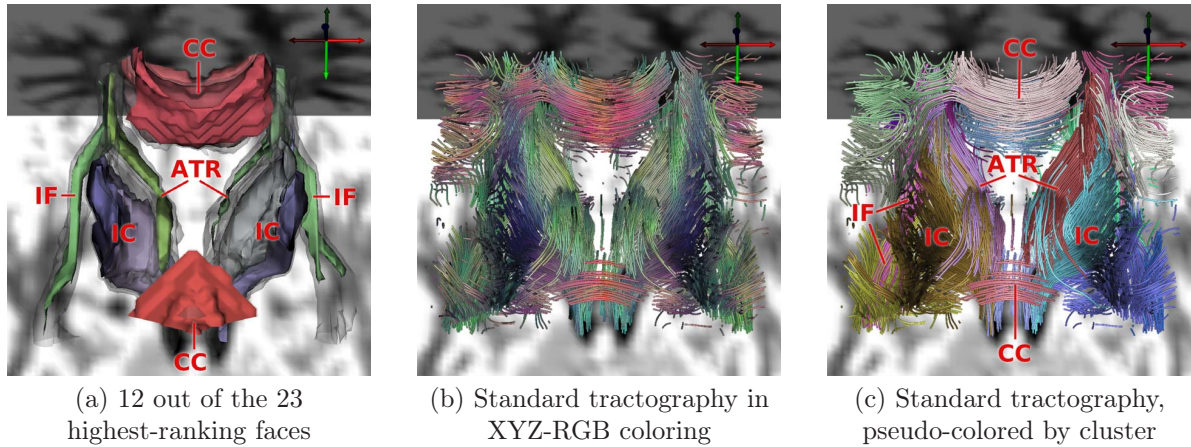 CC
ATR
IF
IF
IC
IC
CC
(a) 12 out of the 23
highest-ranking faces
(b) Standard tractography in
XYZ-RGB coloring
CC
ATR
IF
IC
IC
CC
(c) Standard tractography,
pseudo-colored by cluster